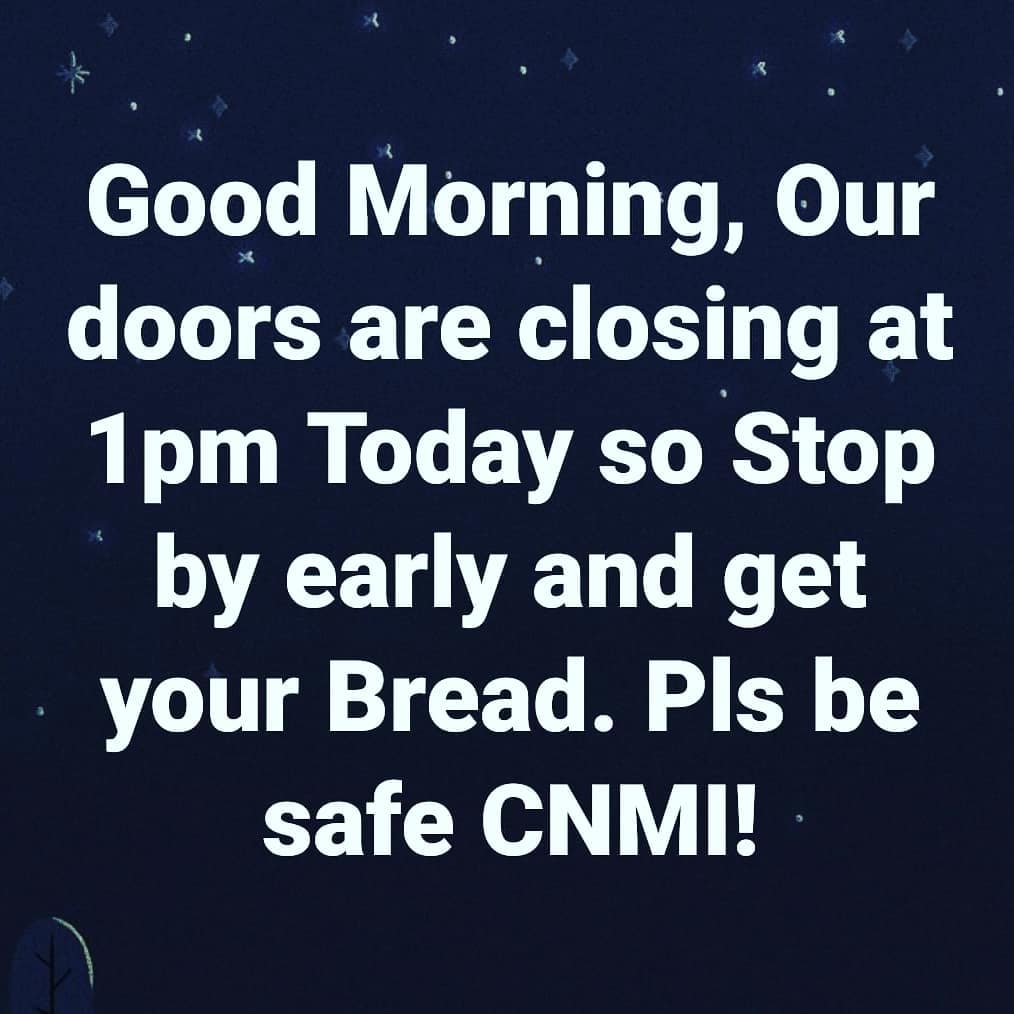 Good Morning, Our
doors are closing at
1pm Today so Stop
by early and get
your Bread. Pls be
safe CNMI!